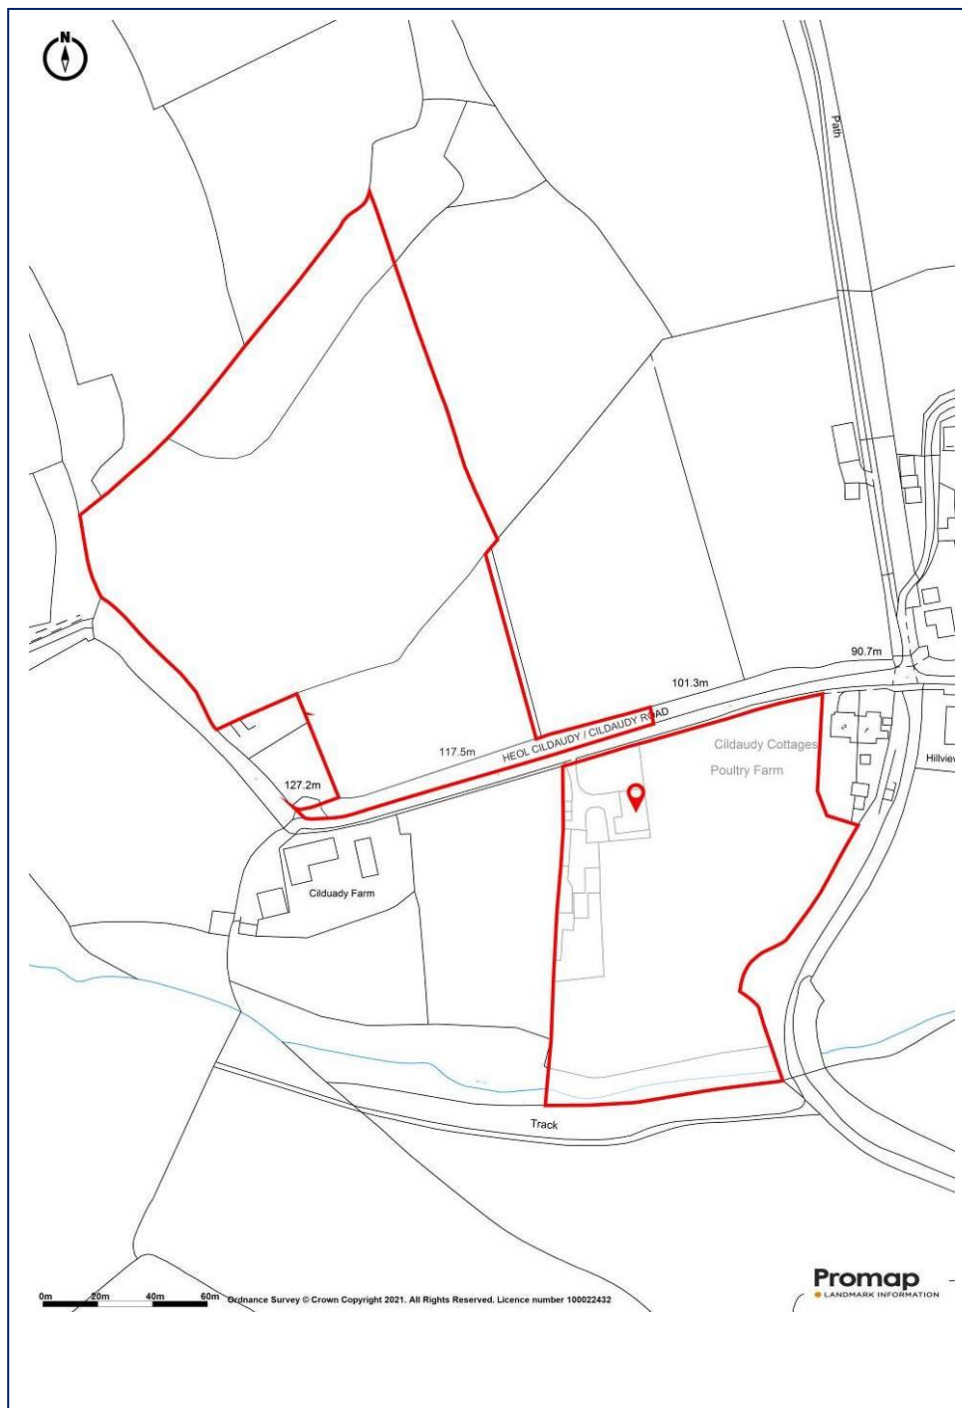 N
Path
90.7m
101.3m
HEOL CILDAUDY / CILDAUDY ROAD
117.5m
Cildaudy Cottages
Poultry Farm
Hillview
127.2m
Cilduady Farm
Track
Promap
LANDMARK INFORMATION
0m 20m 40m 60m
Ordnance Survey © Crown Copyright 2021. All Rights Reserved. Licence number 100022432